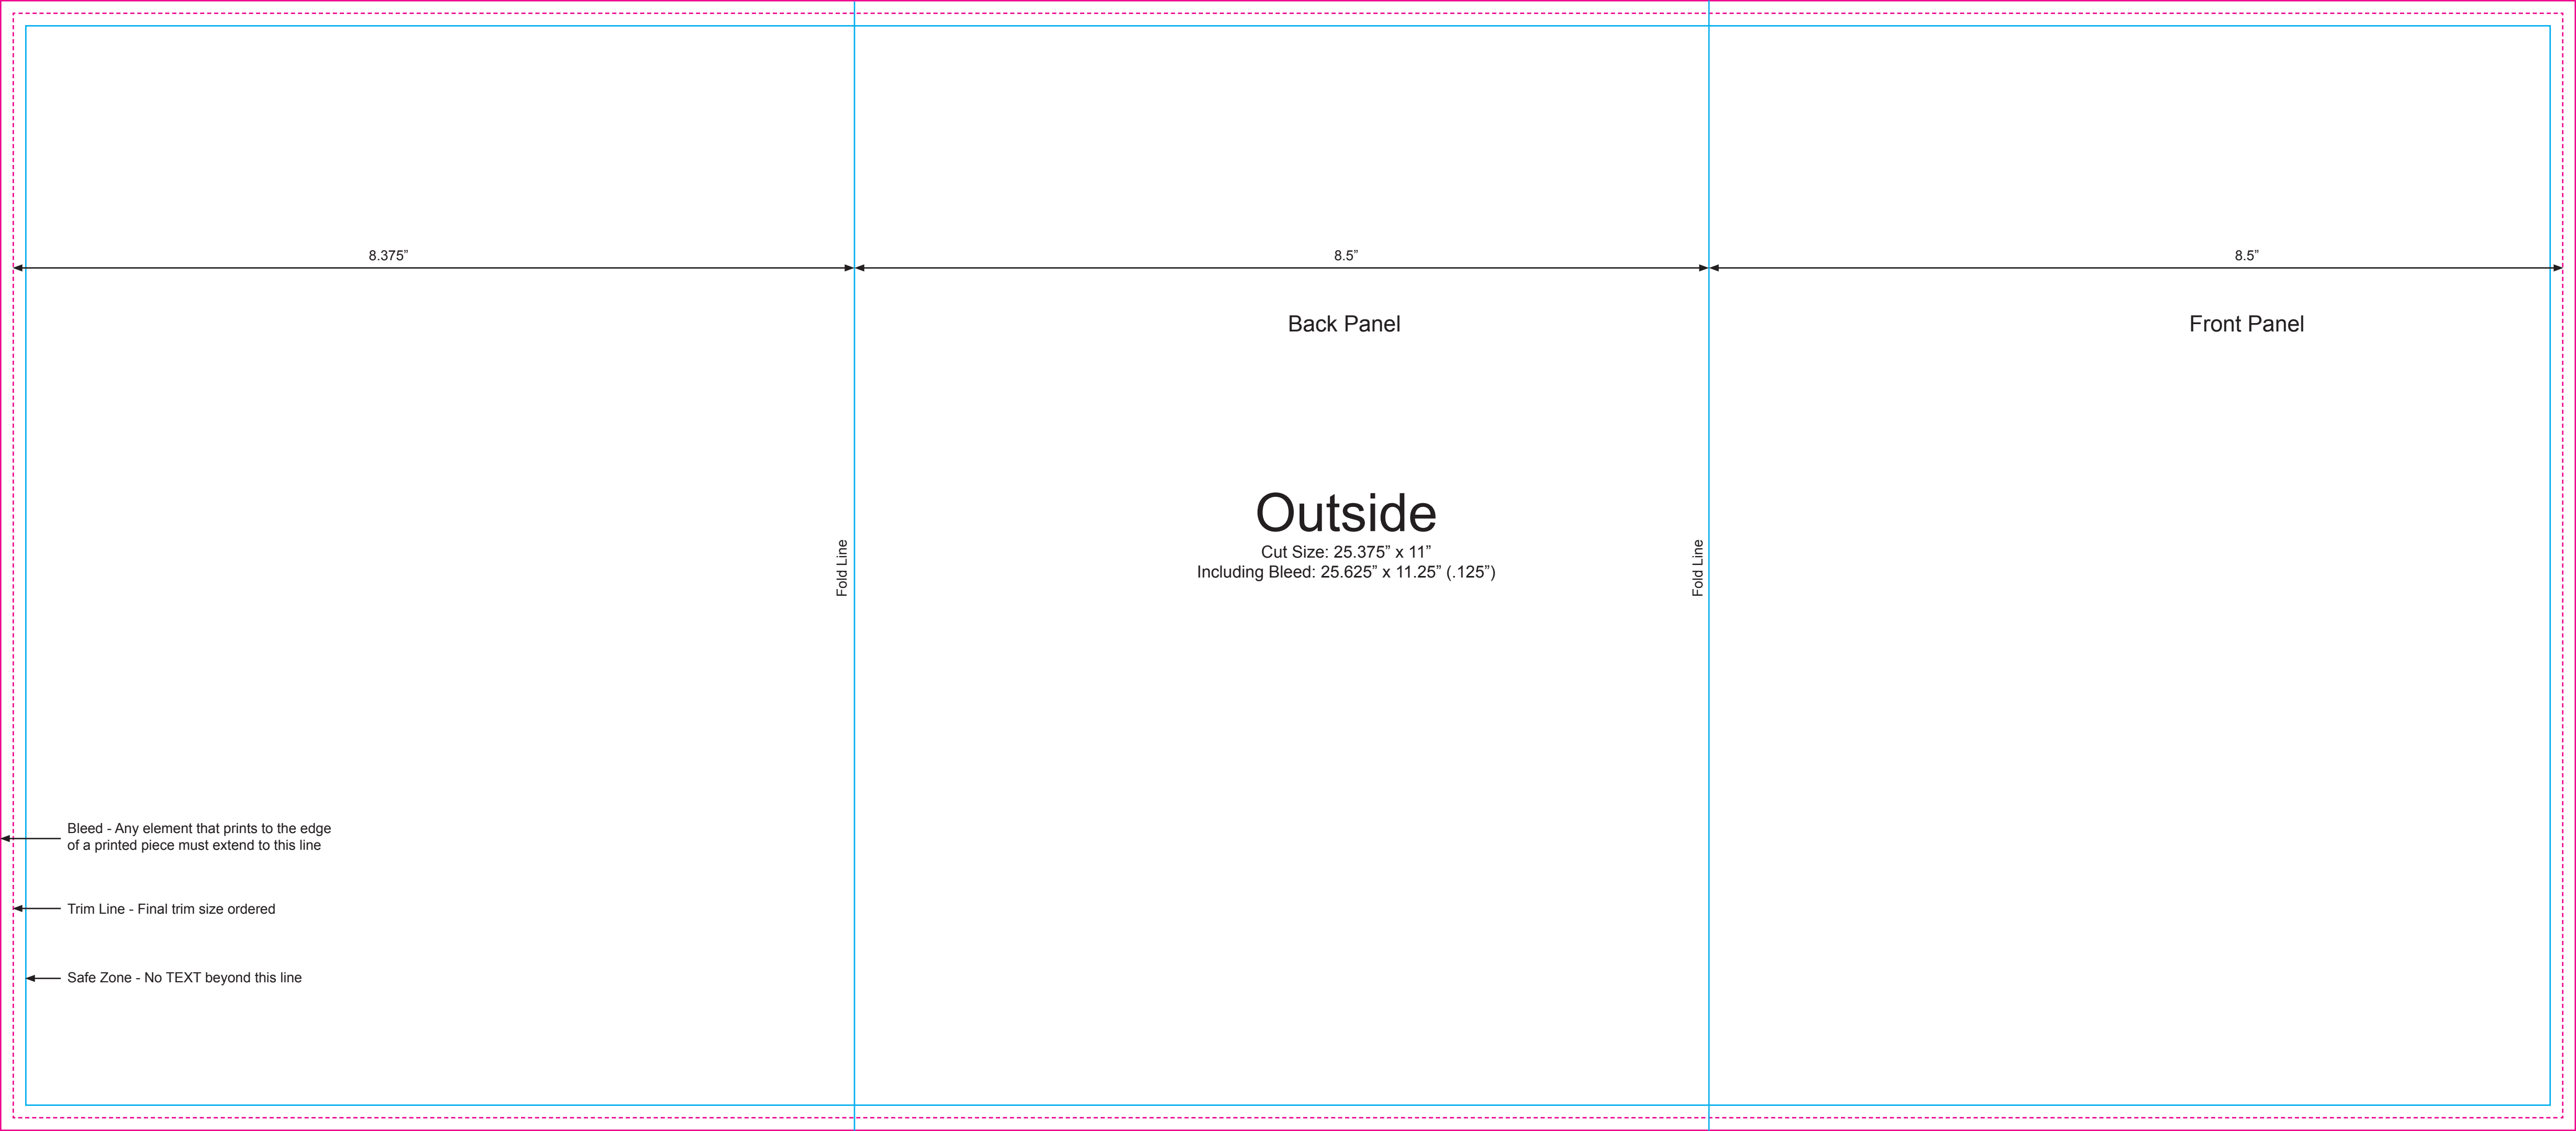 8.375”
8.5”
8.5”
Back Panel
Front Panel
Outside
Cut Size: 25.375” x 11”
Including Bleed: 25.625” x 11.25” (.125”)
Fold Line
Fold Line
Bleed - Any element that prints to the edge
of a printed piece must extend to this line
Trim Line - Final trim size ordered
Safe Zone - No TEXT beyond this line